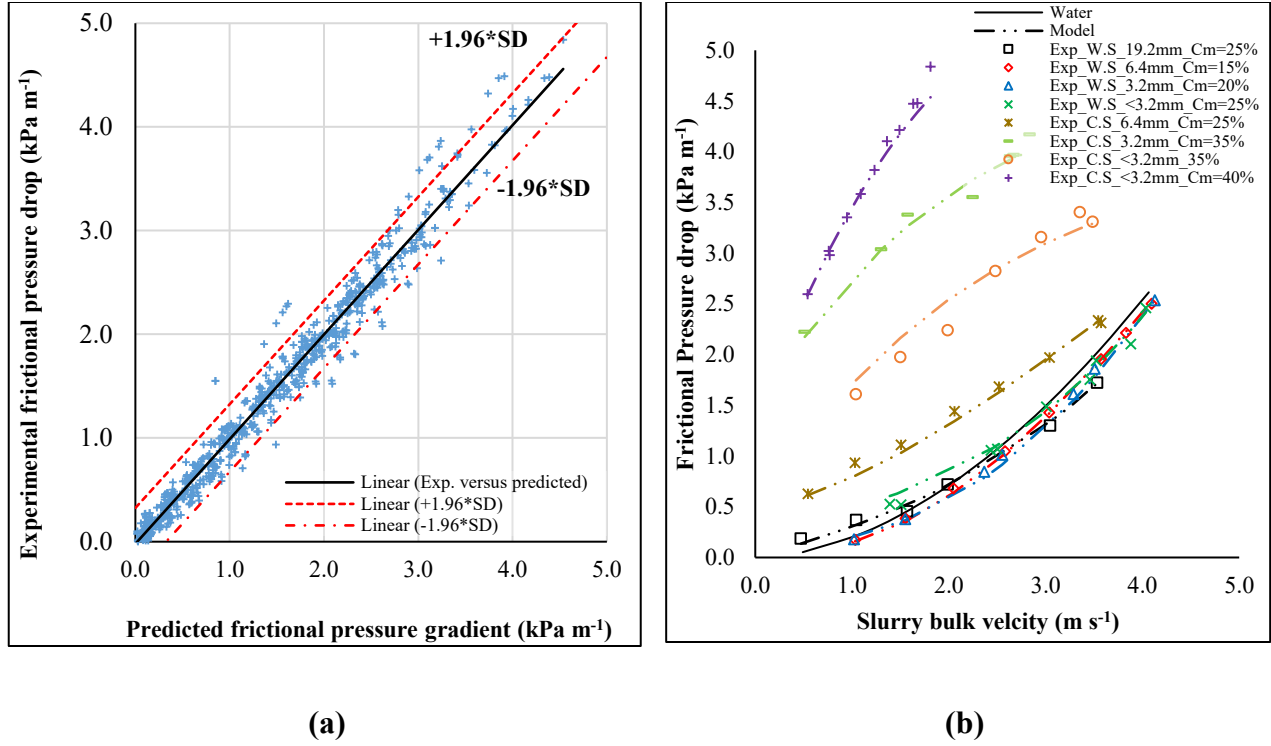 5.0
4.0
3.0
2.0
1.0
0.0
0.0 1.0 2.0 3.0 4.0 5.0
Experimental frictional pressure drop (kPa m-1)
Predicted frictional pressure gradient (kPa m-1)
+1.96*SD
-1.96*SD
Linear (Exp. versus predicted)
Linear (+1.96*SD)
Linear (-1.96*SD)
(a)
Water
Model
Exp_W.S_19.2mm_Cm=25%
Exp_W.S_6.4mm_Cm=15%
Exp_W.S_3.2mm_Cm=20%
Exp_W.S_<3.2mm_Cm=25%
Exp_C.S_6.4mm_Cm=25%
Exp_C.S_3.2mm_Cm=35%
Exp_C.S_<3.2mm_35%
Exp_C.S_<3.2mm_Cm=40%
5.0
4.5
4.0
3.5
3.0
2.5
2.0
1.5
1.0
0.5
0.0
0.0 1.0 2.0 3.0 4.0 5.0
Frictional Pressure drop (kPa m-1)
Slurry bulk velcity (m s-1)
(b)